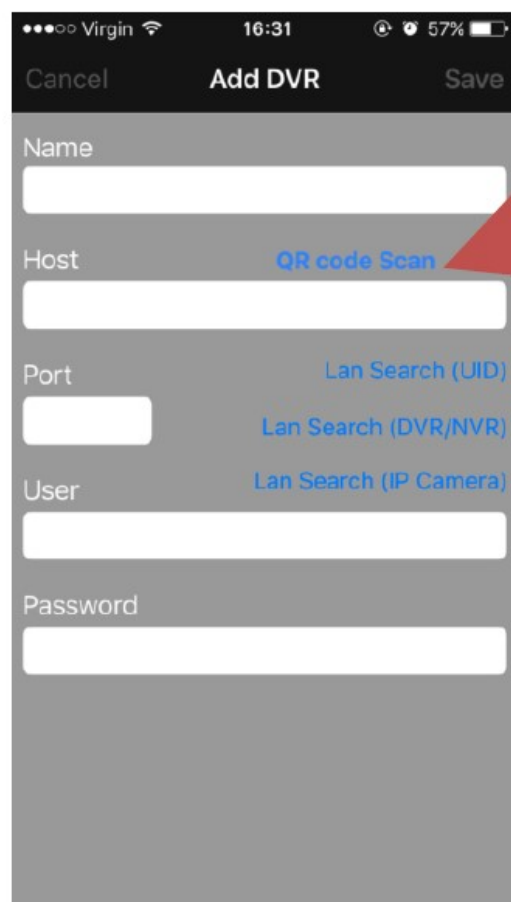 Virgin 16:31 57%
Cancel Add DVR Save
Name
Host QR code Scan
Port Lan Search (UID)
Lan Search (DVR/NVR)
User Lan Search (IP Camera)
Password